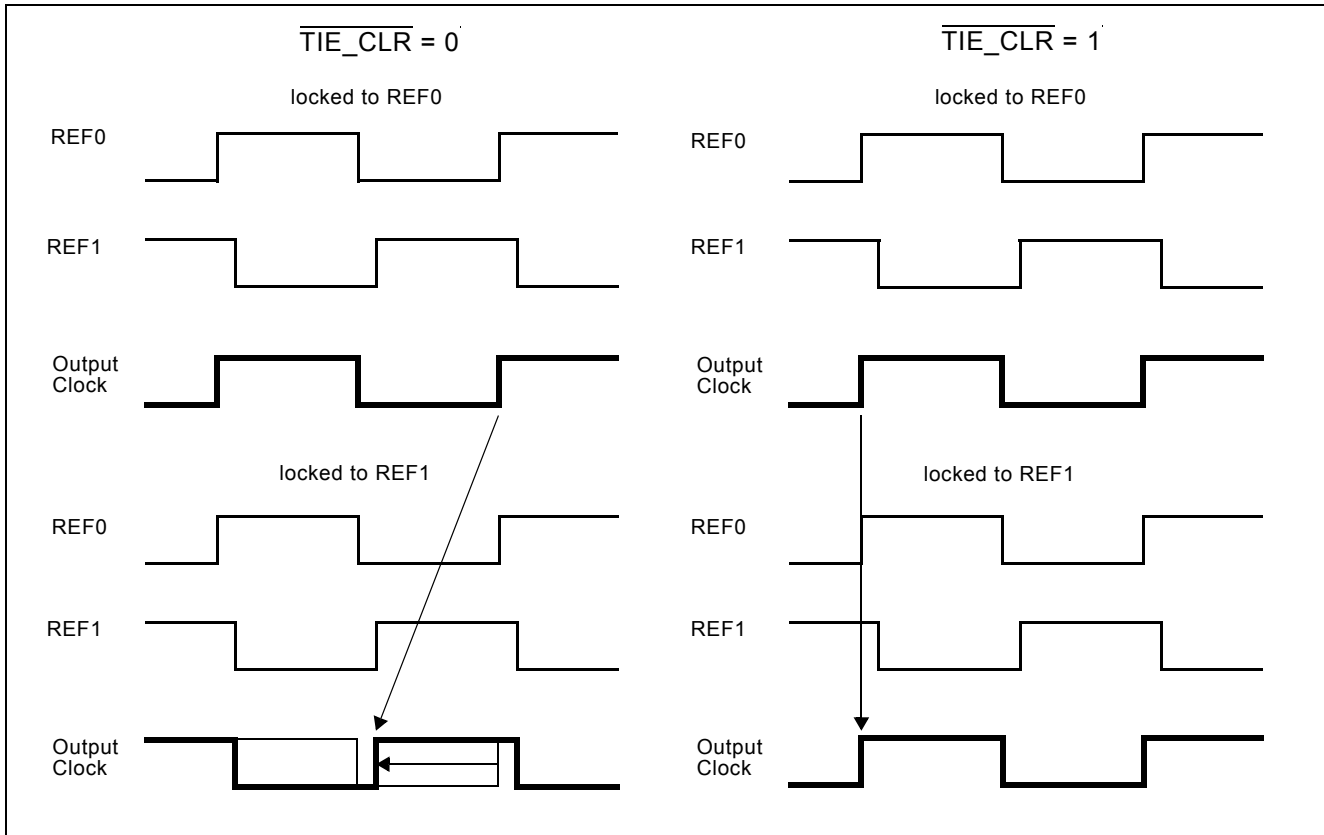 TIE_CLR = 0
locked to REF0
REF0
REF1
Output
Clock
locked to REF1
REF0
REF1
Output
Clock
TIE_CLR = 1
locked to REF0
REF0
REF1
Output
Clock
locked to REF1
REF0
REF1
Output
Clock